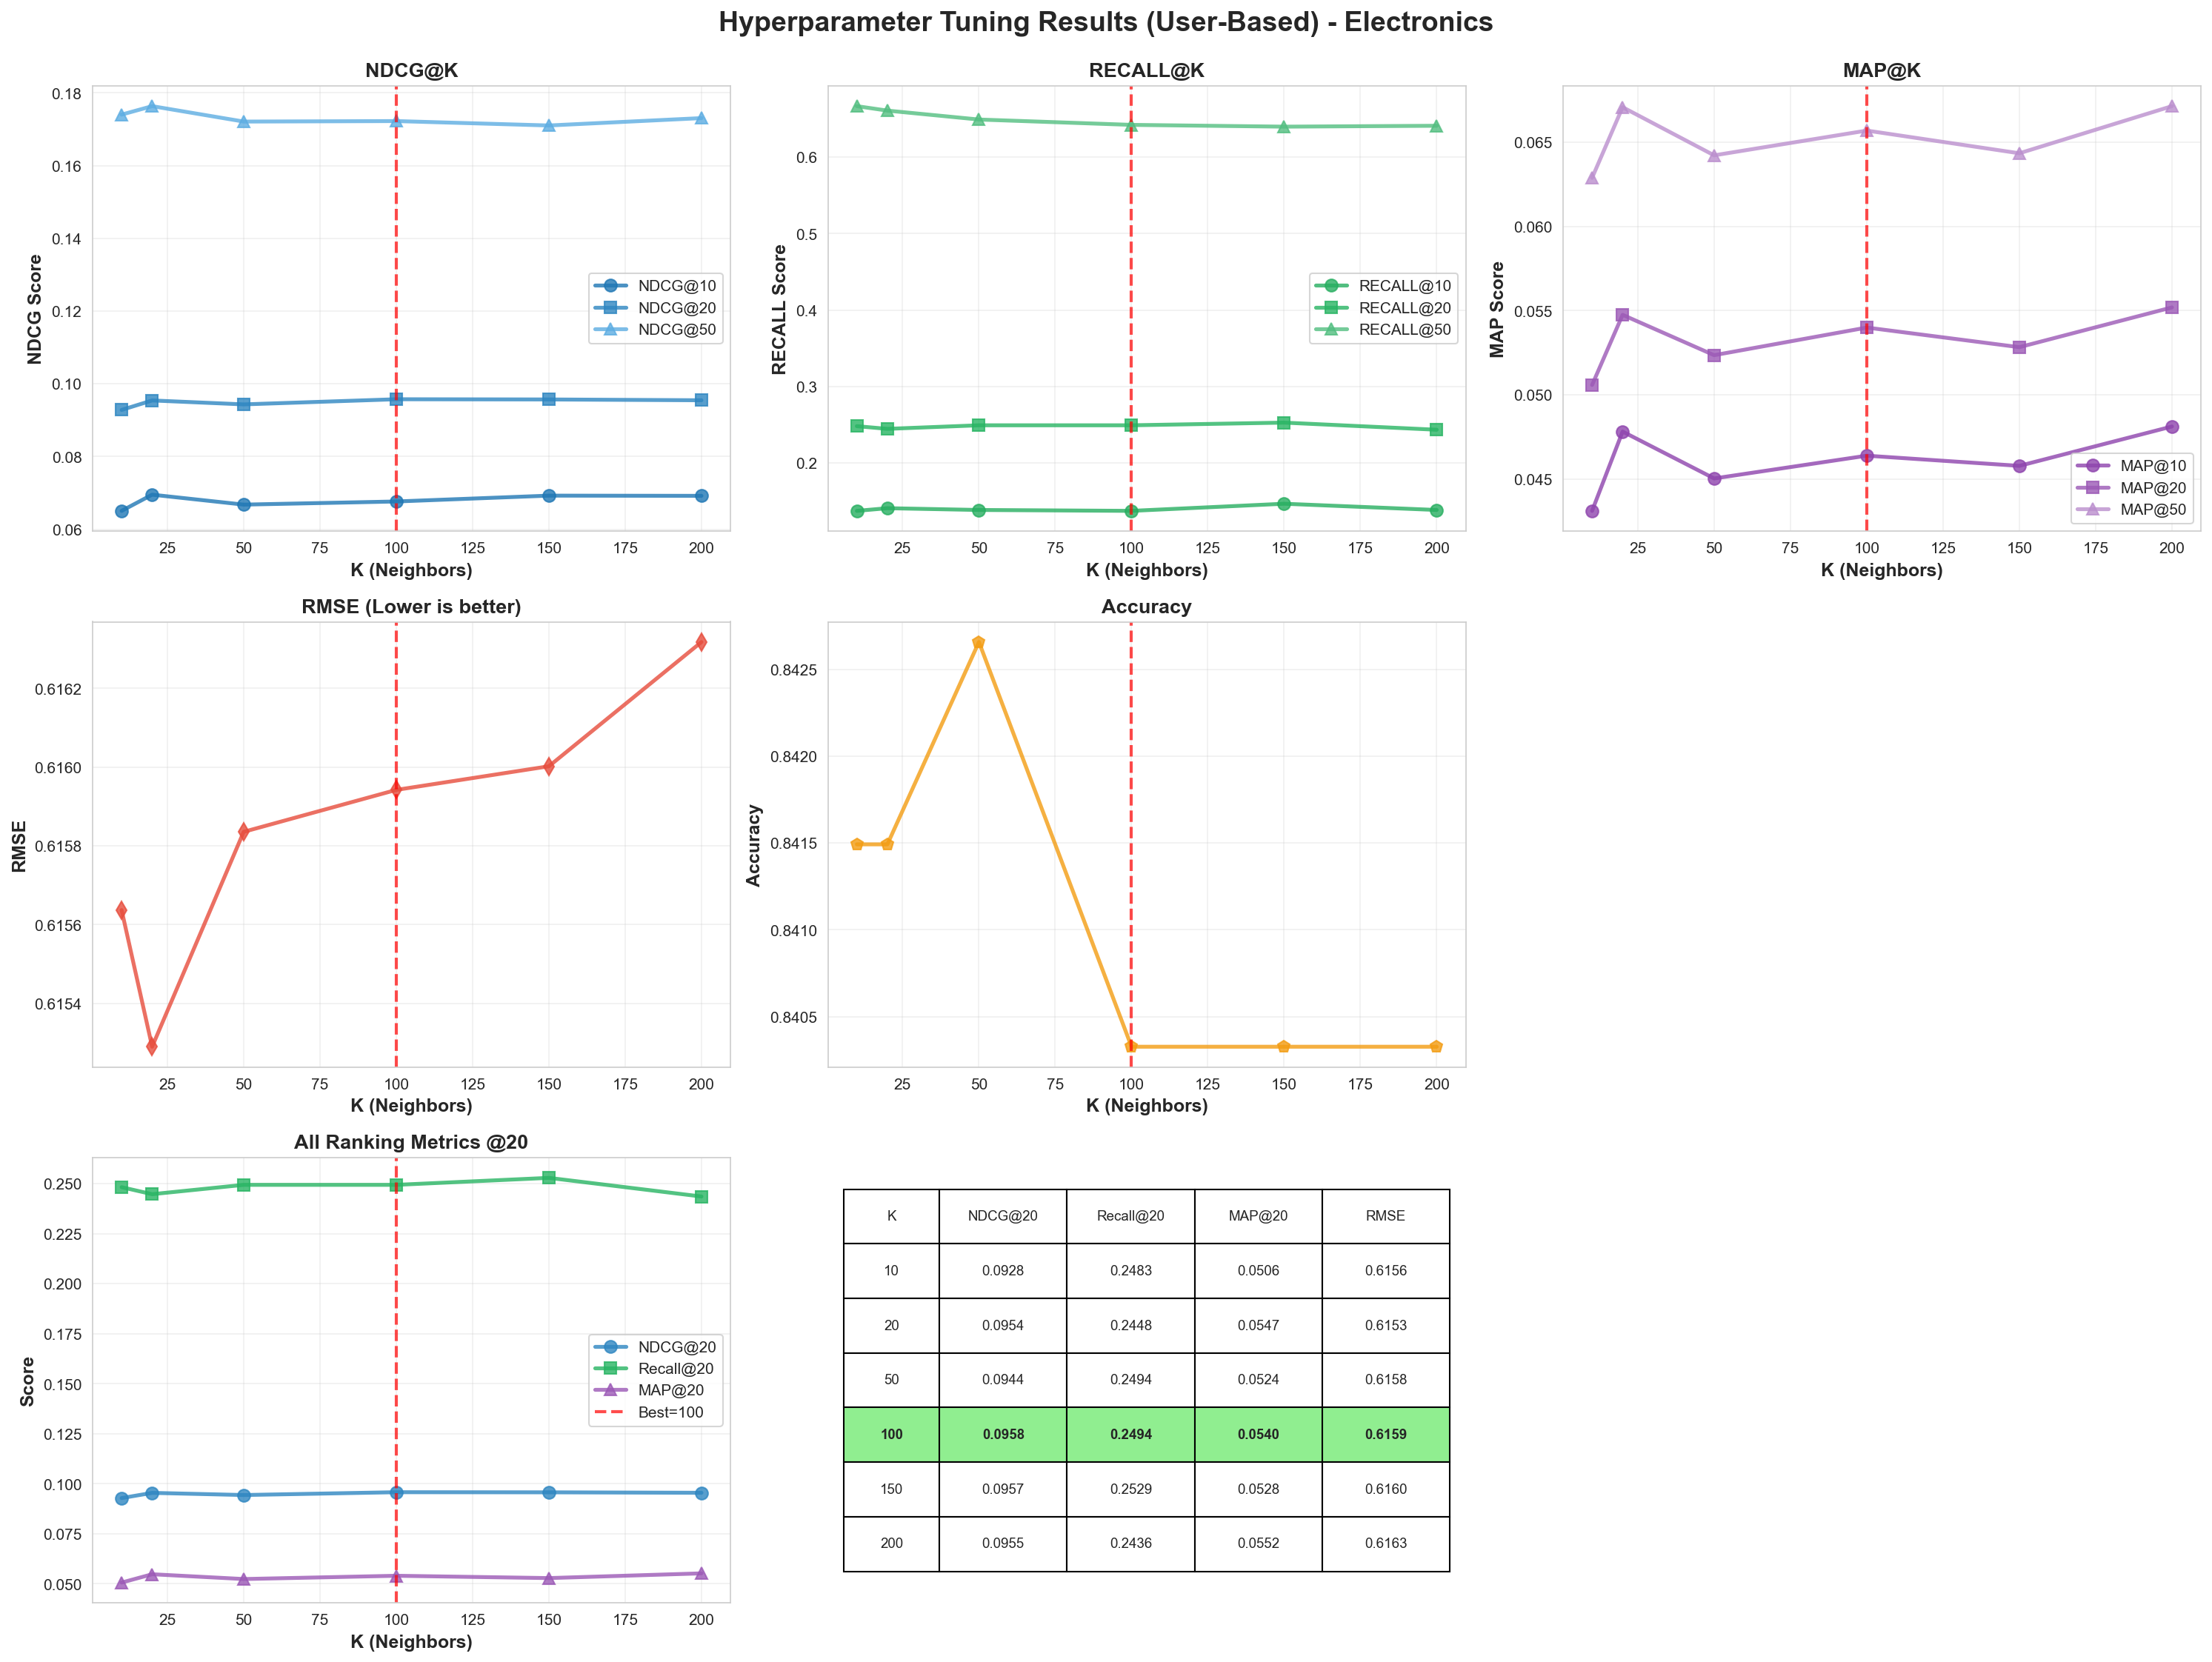 Hyperparameter Tuning Results (User-Based) - Electronics
NDCG@K
NDCG Score
0.18
0.16
0.14
0.12
0.10
0.08
0.06
25 50 75 100 125 150 175 200
K (Neighbors)
NDCG@10
NDCG@20
NDCG@50
RECALL@K
RECALL Score
0.6
0.5
0.4
0.3
0.2
25 50 75 100 125 150 175 200
K (Neighbors)
RECALL@10
RECALL@20
RECALL@50
MAP@K
MAP Score
0.065
0.060
0.055
0.050
0.045
25 50 75 100 125 150 175 200
K (Neighbors)
MAP@10
MAP@20
MAP@50
RMSE (Lower is better)
RMSE
0.6162
0.6160
0.6158
0.6156
0.6154
25 50 75 100 125 150 175 200
K (Neighbors)
Accuracy
Accuracy
0.8425
0.8420
0.8415
0.8410
0.8405
25 50 75 100 125 150 175 200
K (Neighbors)
All Ranking Metrics @20
Score
0.250
0.225
0.200
0.175
0.150
0.125
0.100
0.075
0.050
25 50 75 100 125 150 175 200
K (Neighbors)
NDCG@20
Recall@20
MAP@20
Best=100
K NDCG@20 Recall@20 MAP@20 RMSE
10 0.0928 0.2483 0.0506 0.6156
20 0.0954 0.2448 0.0547 0.6153
50 0.0944 0.2494 0.0524 0.6158
100 0.0958 0.2494 0.0540 0.6159
150 0.0957 0.2529 0.0528 0.6160
200 0.0955 0.2436 0.0552 0.6163